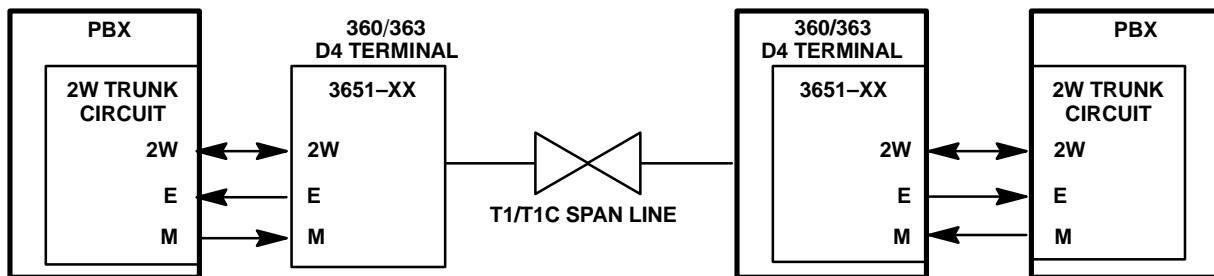 PBX
2W TRUNK
CIRCUIT
2W
E
M
360/363
D4 TERMINAL
3651–XX
2W
E
M
T1/T1C SPAN LINE
360/363
D4 TERMINAL
3651–XX
2W
E
M
PBX
2W TRUNK
CIRCUIT
2W
E
M